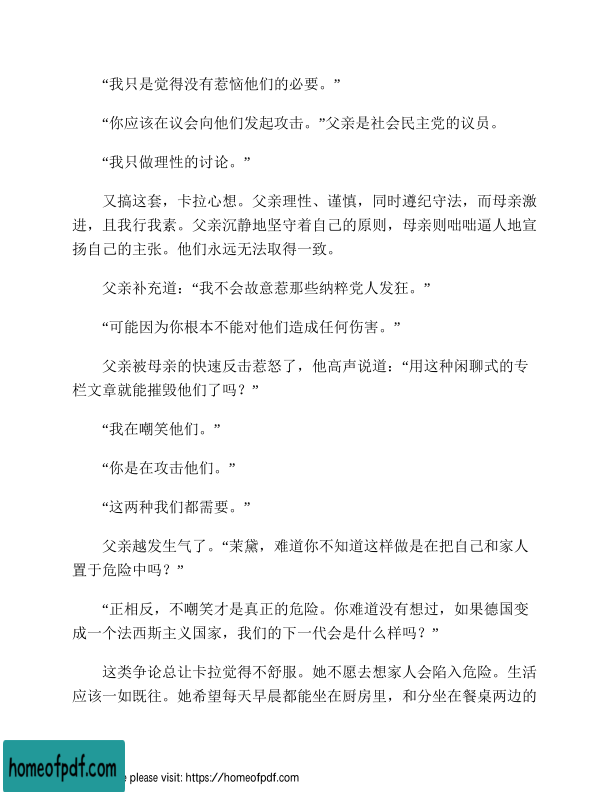 “我只是觉得没有惹恼他们的必要。”
“你应该在议会向他们发起攻击。”父亲是社会民主党的议员。
“我只做理性的讨论。”
又搞这套，卡拉心想。父亲理性、谨慎，同时遵纪守法，而母亲激
进，且我行我素。父亲沉静地坚守着自己的原则，母亲则咄咄逼人地宣
扬自己的主张。他们永远无法取得一致。
父亲补充道：“我不会故意惹那些纳粹党人发狂。”
“可能因为你根本不能对他们造成任何伤害。”
父亲被母亲的快速反击惹怒了，他高声说道：“用这种闲聊式的专
栏文章就能摧毁他们了吗？”
“我在嘲笑他们。”
“你是在攻击他们。”
“这两种我们都需要。”
父亲越发生气了。“茉黛，难道你不知道这样做是在把自己和家人
置于危险中吗？”
“正相反，不嘲笑才是真正的危险。你难道没有想过，如果德国变
成一个法西斯主义国家，我们的下一代会是什么样吗？”
这类争论总让卡拉觉得不舒服。她不愿去想家人会陷入危险。生活
应该一如既往。她希望每天早晨都能坐在厨房里，和分坐在餐桌两边的
homeofpdf.com
e please visit: https://homeofpdf.com